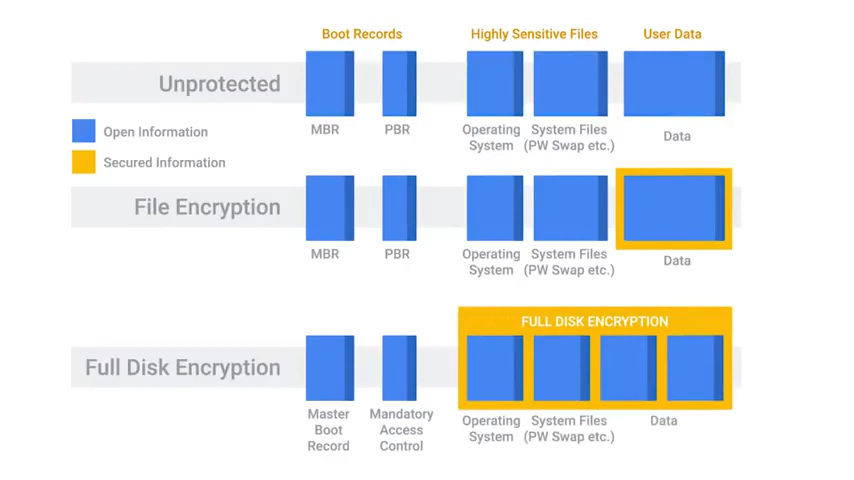 Boot Records
Highly Sensitive Files
User Data
Unprotected
MBR
PBR
Operating
System
System Files
(PW Swap etc.)
Data
Open Information
Secured Information
File Encryption
MBR
PBR
Operating
System
System Files
(PW Swap etc.)
Data
FULL DISK ENCRYPTION
Full Disk Encryption
Master
Boot
Record
Mandatory
Access
Control
Operating
System
System Files
(PW Swap etc.)
Data